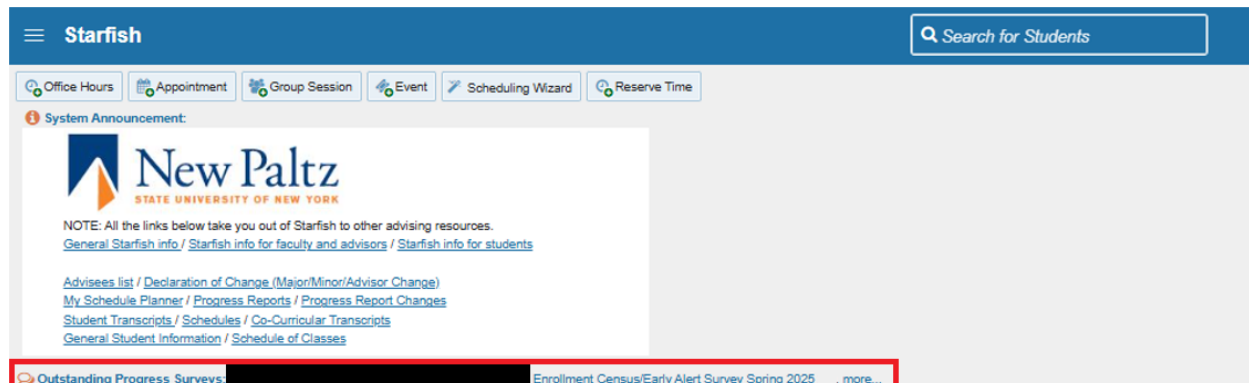 Starfish
Search for Students
Office Hours Appointment Group Session Event Scheduling Wizard Reserve Time
System Announcement:
New Paltz
STATE UNIVERSITY OF NEW YORK
NOTE: All the links below take you out of Starfish to other advising resources.
General Starfish info / Starfish info for faculty and advisors / Starfish info for students
Advisees list / Declaration of Change (Major/Minor/Advisor Change)
My Schedule Planner / Progress Reports / Progress Report Changes
Student Transcripts / Schedules / Co-Curricular Transcripts
General Student Information / Schedule of Classes
Outstanding Progress Surveys: Enrollment Census/Early Alert Survey Spring 2025 , more...